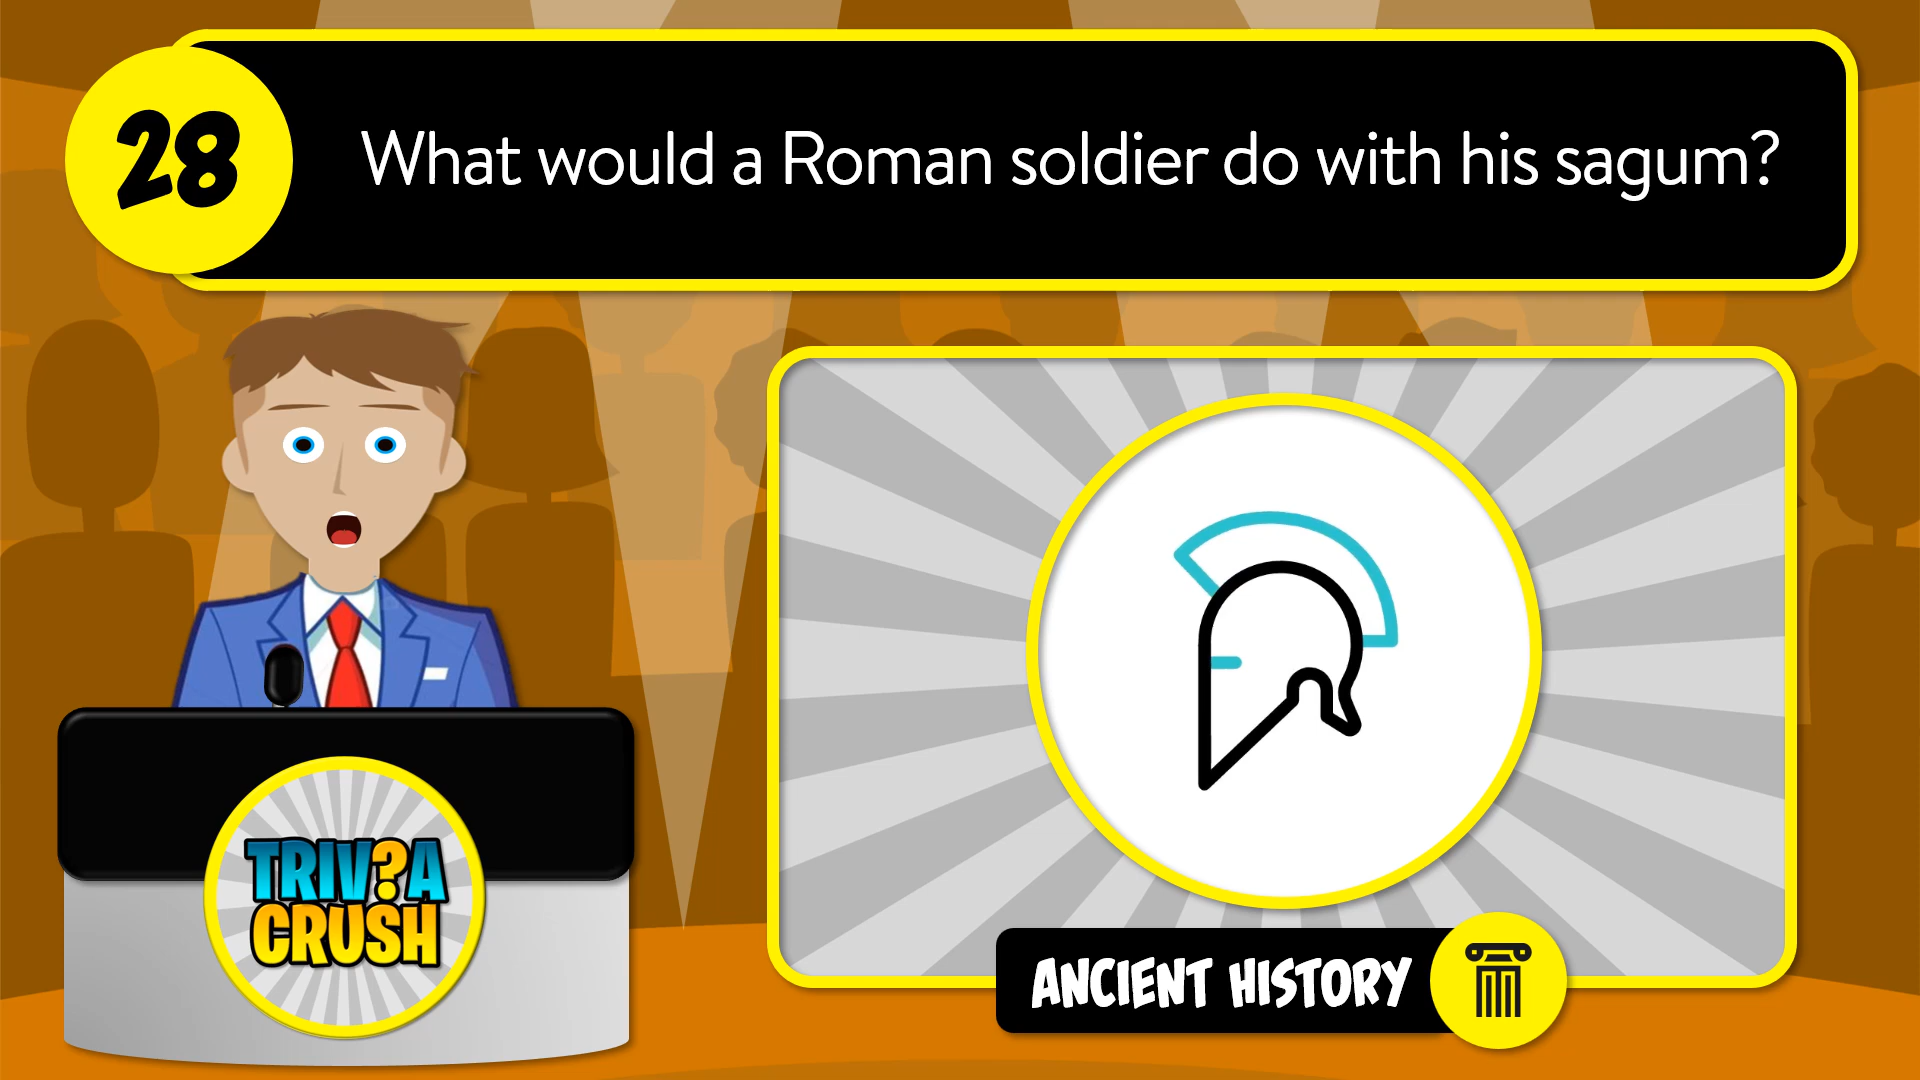 28
What would a Roman soldier do with his sagum?
TRIV?A
CRUSH
ANCIENT HISTORY